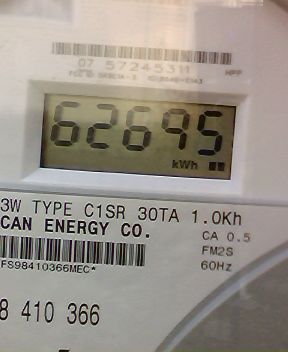 07 57245311
HPP
62695
kWh
3W TYPE C1SR 30TA 1.0Kh
CAN ENERGY CO.
CA 0.5
FM2S
60Hz
FS98410366MEC*
8 410 366